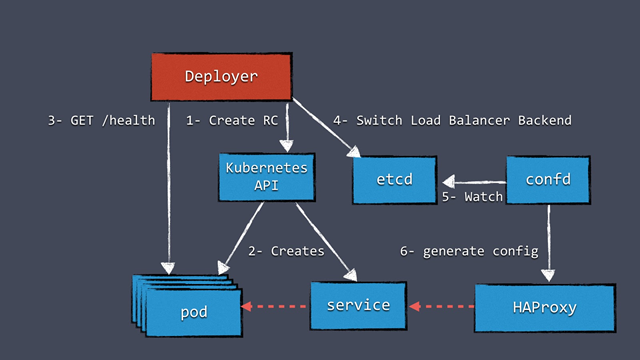 Deployer
3- GET /health
1- Create RC
4- Switch Load Balancer Backend
Kubernetes
API
etcd
confd
5- Watch
2- Creates
6- generate config
pod
service
HAProxy